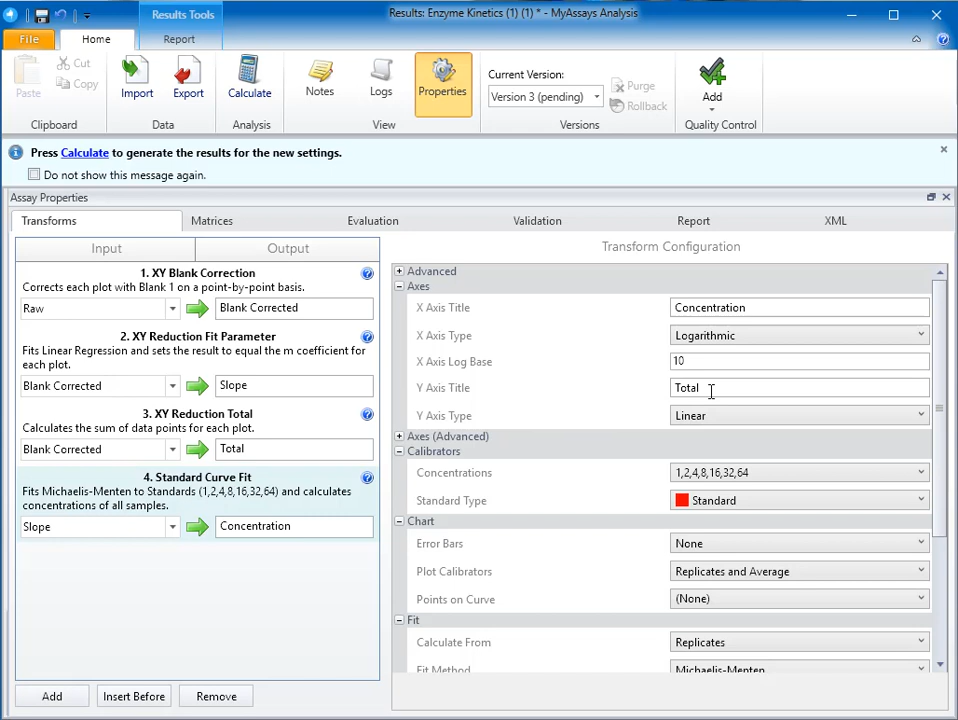 Results Tools
Results: Enzyme Kinetics (1) (1) * - MyAssays Analysis
File
Home
Report
Paste
Cut
Copy
Clipboard
Import
Export
Data
Calculate
Analysis
Notes
Logs
Properties
View
Current Version:
Version 3 (pending)
Purge
Rollback
Versions
Add
Quality Control
Press Calculate to generate the results for the new settings.
Do not show this message again.
Assay Properties
Transforms
Matrices
Evaluation
Validation
Report
XML
Input
Output
1. XY Blank Correction
Corrects each plot with Blank 1 on a point-by-point basis.
Raw
Blank Corrected
2. XY Reduction Fit Parameter
Fits Linear Regression and sets the result to equal the m coefficient for
each plot.
Blank Corrected
Slope
3. XY Reduction Total
Calculates the sum of data points for each plot.
Blank Corrected
Total
4. Standard Curve Fit
Fits Michaelis-Menten to Standards (1,2,4,8,16,32,64) and calculates
concentrations of all samples.
Slope
Concentration
Add
Insert Before
Remove
Transform Configuration
Advanced
Axes
X Axis Title
Concentration
X Axis Type
Logarithmic
X Axis Log Base
10
Y Axis Title
Total
Y Axis Type
Linear
Axes (Advanced)
Calibrators
Concentrations
1,2,4,8,16,32,64
Standard Type
Standard
Chart
Error Bars
None
Plot Calibrators
Replicates and Average
Points on Curve
(None)
Fit
Calculate From
Replicates
Fit Method
Michaelis-Menten